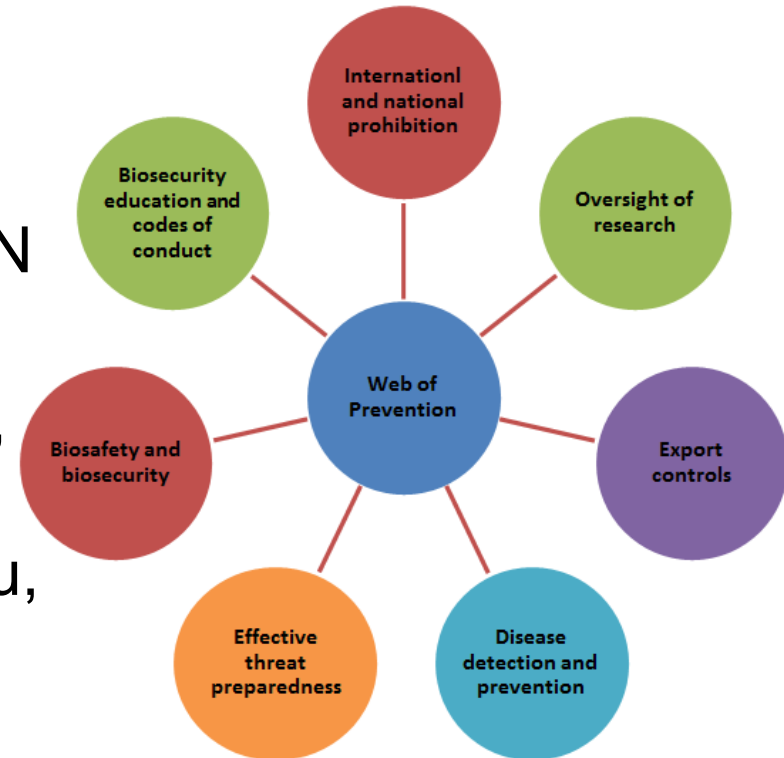 Internationl
and national
prohibition
Oversight of
research
Export
controls
Disease
detection and
prevention
Effective
threat
preparedness
Biosafety and
biosecurity
Biosecurity
education and
codes of
conduct
Web of
Prevention
N
,
u,